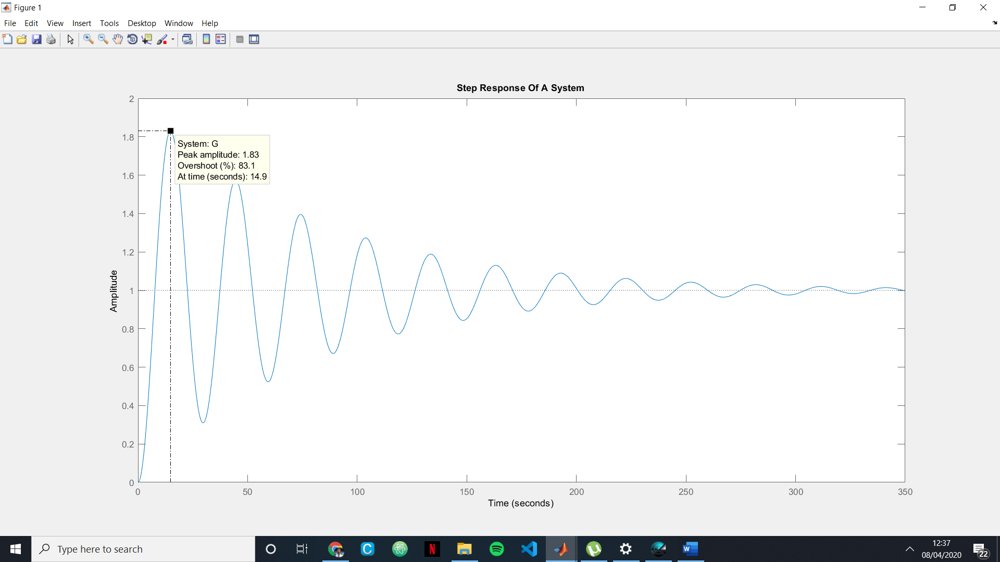 Figure 1
File Edit View Insert Tools Desktop Window Help
Step Response Of A System
2
1.8
1.6
1.4
1.2
1
0.8
0.6
0.4
0.2
0
Amplitude
System: G
Peak amplitude: 1.83
Overshoot (%): 83.1
At time (seconds): 14.9
0 50 100 150 200 250 300 350
Time (seconds)
Type here to search
C
N
W
12:37
08/04/2020
22